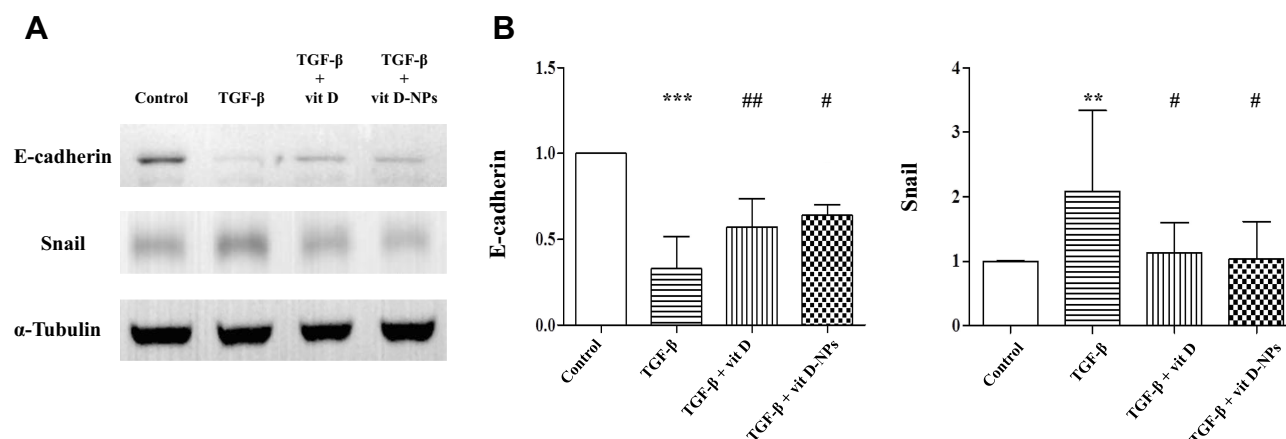 A
Control
TGF-β
TGF-β
+
vit D
TGF-β
+
vit D-NPs
E-cadherin
Snail
α-Tubulin
B
E-cadherin
1.5
1.0
0.5
0.0
***
##
#
Control
TGF-β
TGF-β + vit D
TGF-β + vit D-NPs
Snail
4
3
2
1
0
**
#
#
Control
TGF-β
TGF-β + vit D
TGF-β + vit D-NPs